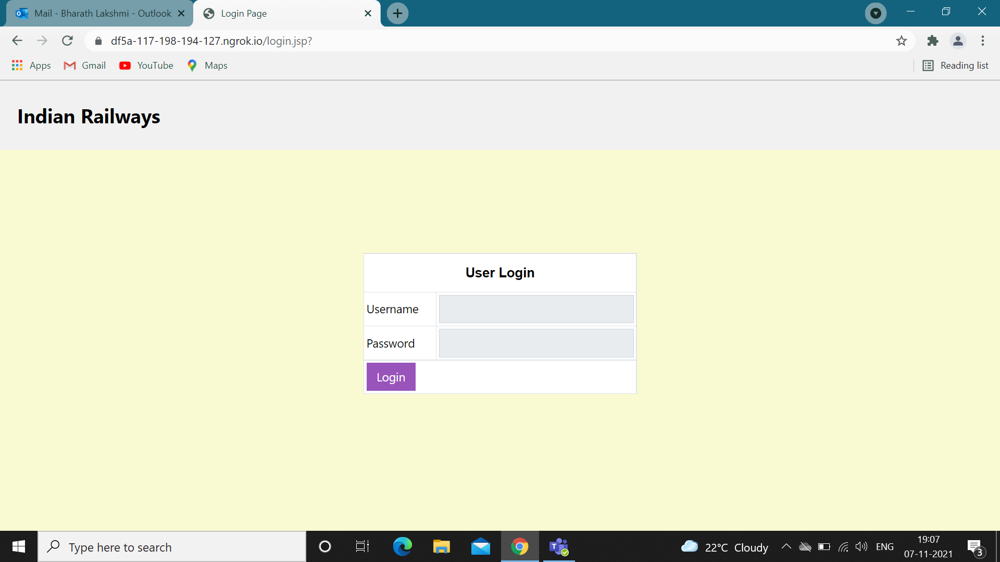 Mail - Bharath Lakshmi - Outlook
Login Page
df5a-117-198-194-127.ngrok.io/login.jsp?
Apps
Gmail
YouTube
Maps
Reading list
Indian Railways
User Login
Username
Password
Login
Type here to search
T
22°C Cloudy
ENG
19:07
07-11-2021
3